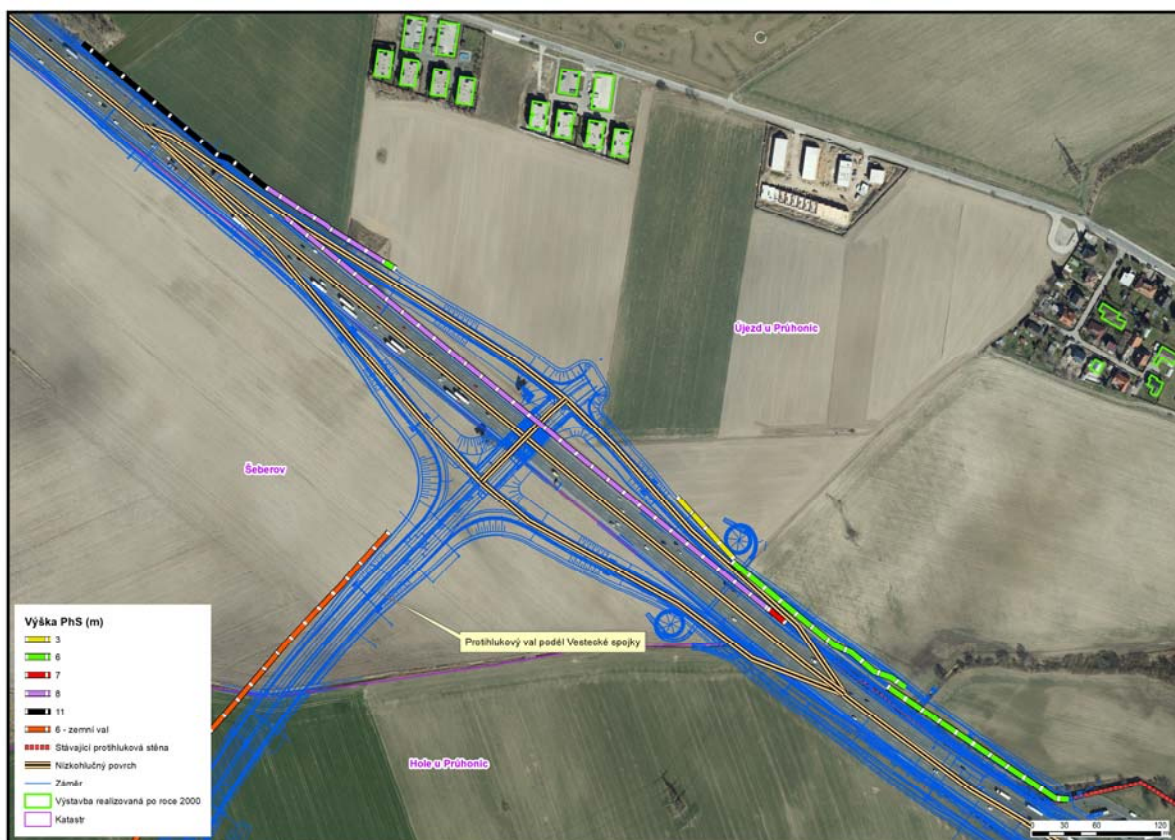 Újezd u Průhonic
Šeberov
Protihlukový val podél Vestecké spojky
Hole u Průhonic
Výška PhS (m)
3
6
7
8
11
6 - zemní val
Stávající protihluková stěna
Nízkohlučný povrch
Záměr
Výstavba realizovaná po roce 2000
Katastr
0 30 60 120